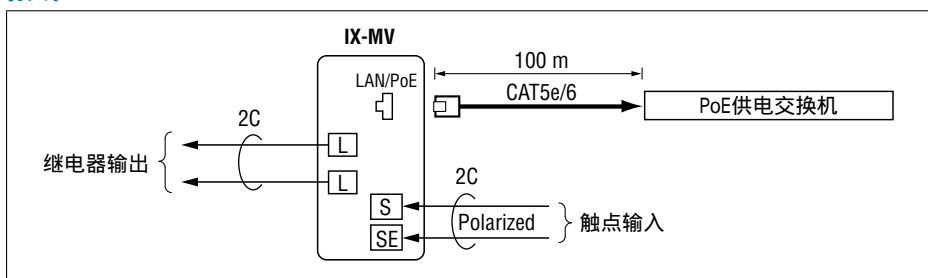 IX-MV
100 m
LAN/PoE
CAT5e/6
PoE供电交换机
2C
L
继电器输出
L
2C
S
Polarized
触点输入
SE